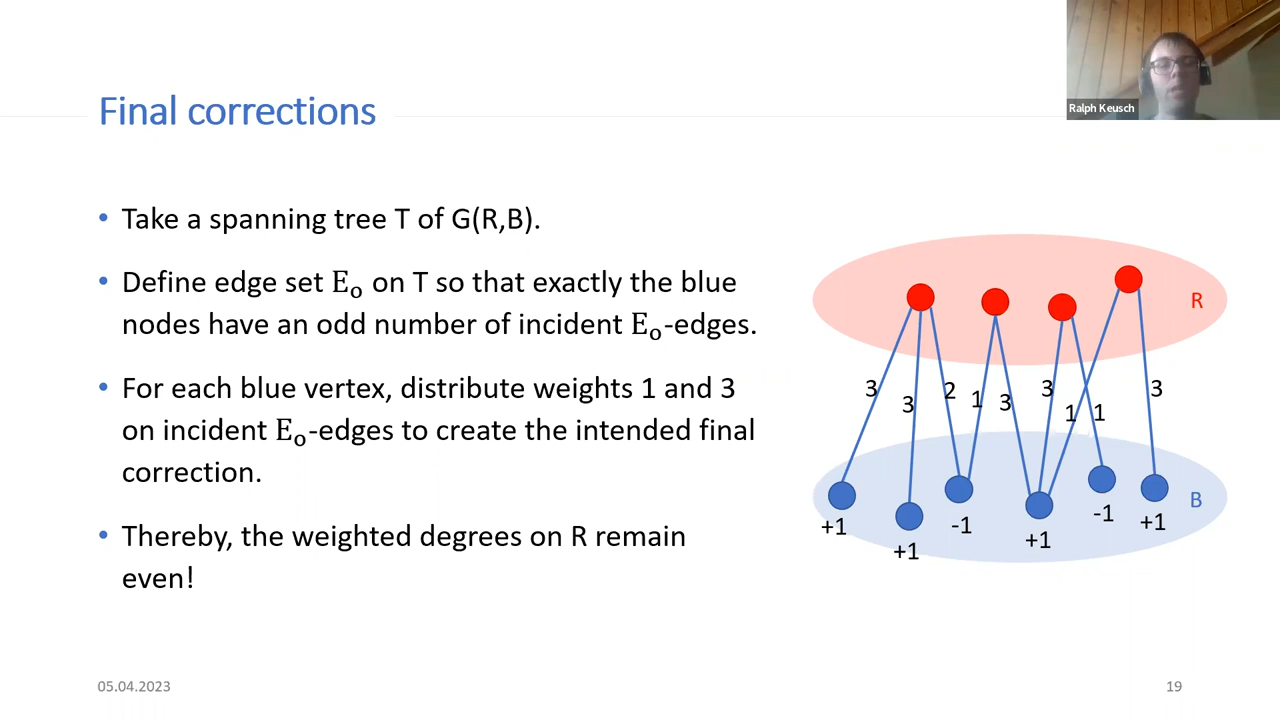 Ralph Keusch
Final corrections
• Take a spanning tree T of G(R,B).
• Define edge set E₀ on T so that exactly the blue
nodes have an odd number of incident E₀-edges.
• For each blue vertex, distribute weights 1 and 3
on incident E₀-edges to create the intended final
correction.
• Thereby, the weighted degrees on R remain
even!
R
3 3 2 1 3 3 1 1 3
B
+1 +1 -1 +1 -1 +1
05.04.2023
19